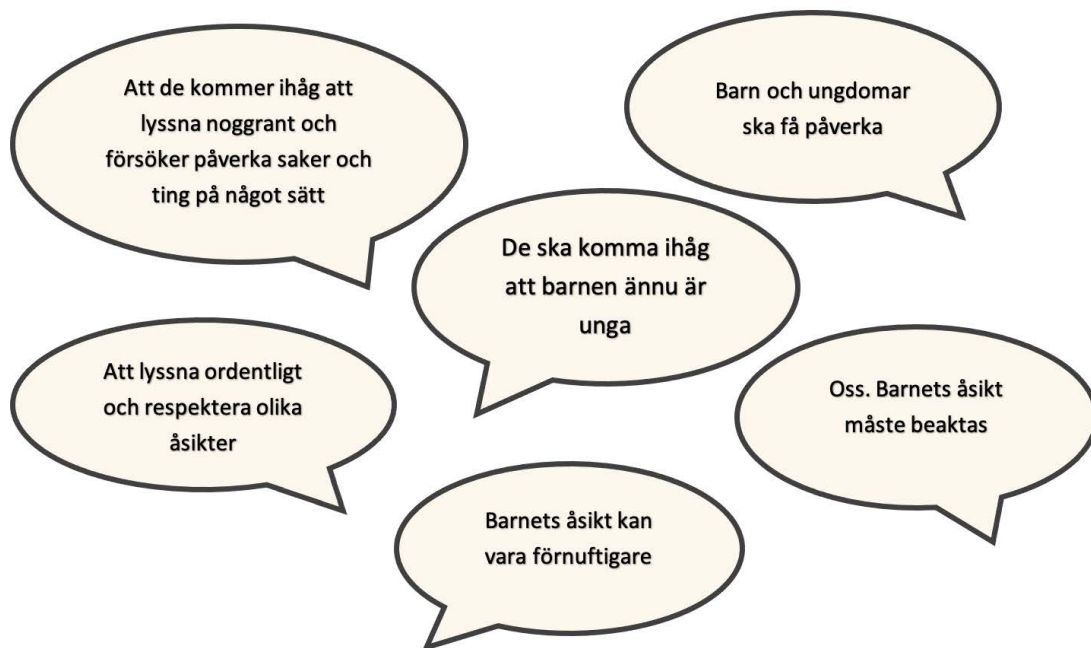 Att de kommer ihåg att
lyssna noggrant och
försöker påverka saker och
ting på något sätt
Barn och ungdomar
ska få påverka
De ska komma ihåg
att barnen ännu är
unga
Att lyssna ordentligt
och respektera olika
åsikter
Oss. Barnets åsikt
måste beaktas
Barnets åsikt kan
vara förnuftigare